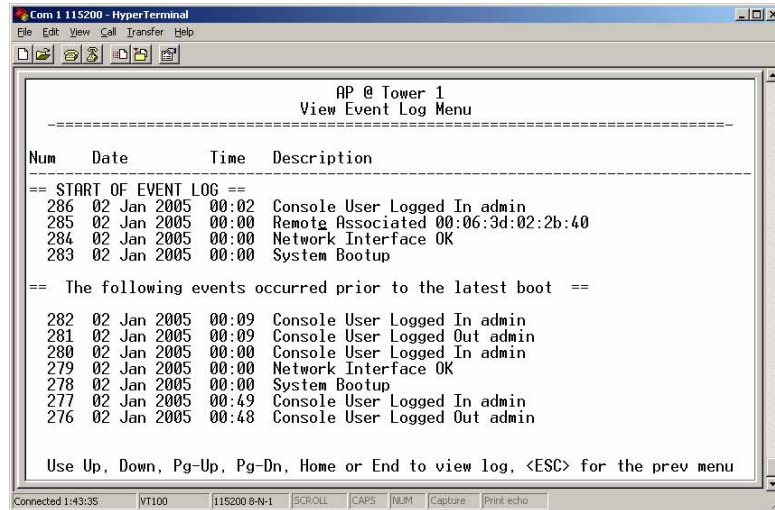 Com 1 115200 - HyperTerminal
File Edit View Call Transfer Help
AP @ Tower 1
View Event Log Menu
-==========================================================================-
Num Date Time Description
--------------------------------------------------------------------------------
== START OF EVENT LOG ==
286 02 Jan 2005 00:02 Console User Logged In admin
285 02 Jan 2005 00:00 Remote Associated 00:06:3d:02:2b:40
284 02 Jan 2005 00:00 Network Interface OK
283 02 Jan 2005 00:00 System Bootup
== The following events occurred prior to the latest boot ==
282 02 Jan 2005 00:09 Console User Logged In admin
281 02 Jan 2005 00:09 Console User Logged Out admin
280 02 Jan 2005 00:00 Console User Logged In admin
279 02 Jan 2005 00:00 Network Interface OK
278 02 Jan 2005 00:00 System Bootup
277 02 Jan 2005 00:49 Console User Logged In admin
276 02 Jan 2005 00:48 Console User Logged Out admin
Use Up, Down, Pg-Up, Pg-Dn, Home or End to view log, <ESC> for the prev menu
Connected 1:43:35 VT100 115200 8-N-1 SCROLL CAPS NUM Capture Print echo